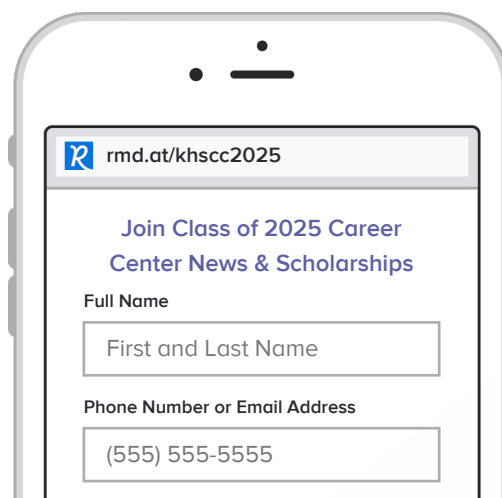 rmd.at/khscc2025
Join Class of 2025 Career
Center News & Scholarships
Full Name
First and Last Name
Phone Number or Email Address
(555) 555-5555